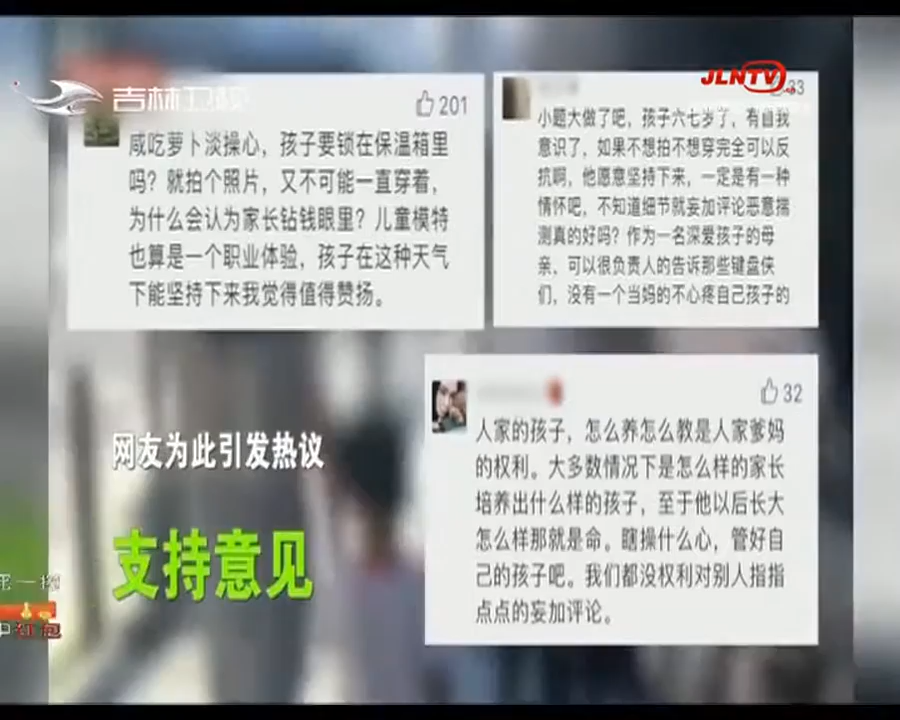 吉林卫视
JLNTV
201
咸吃萝卜淡操心，孩子要锁在保温箱里
吗？就拍个照片，又不可能一直穿着，
为什么会认为家长钻钱眼里？儿童模特
也算是一个职业体验，孩子在这种天气
下能坚持下来我觉得值得赞扬。
33
小题大做了吧，孩子六七岁了，有自我
意识了，如果不想拍不想穿完全可以反
抗啊，他愿意坚持下来，一定是有一种
情怀吧，不知道细节就妄加评论恶意揣
测真的好吗？作为一名深爱孩子的母
亲，可以很负责人的告诉那些键盘侠
们，没有一个当妈的不心疼自己孩子的
32
人家的孩子，怎么养怎么教是人家爹妈
的权利。大多数情况下是怎么样的家长
培养出什么样的孩子，至于他以后长大
怎么样那就是命。瞎操什么心，管好自
己的孩子吧。我们都没权利对别人指指
点点的妄加评论。
网友为此引发热议
支持意见
红包